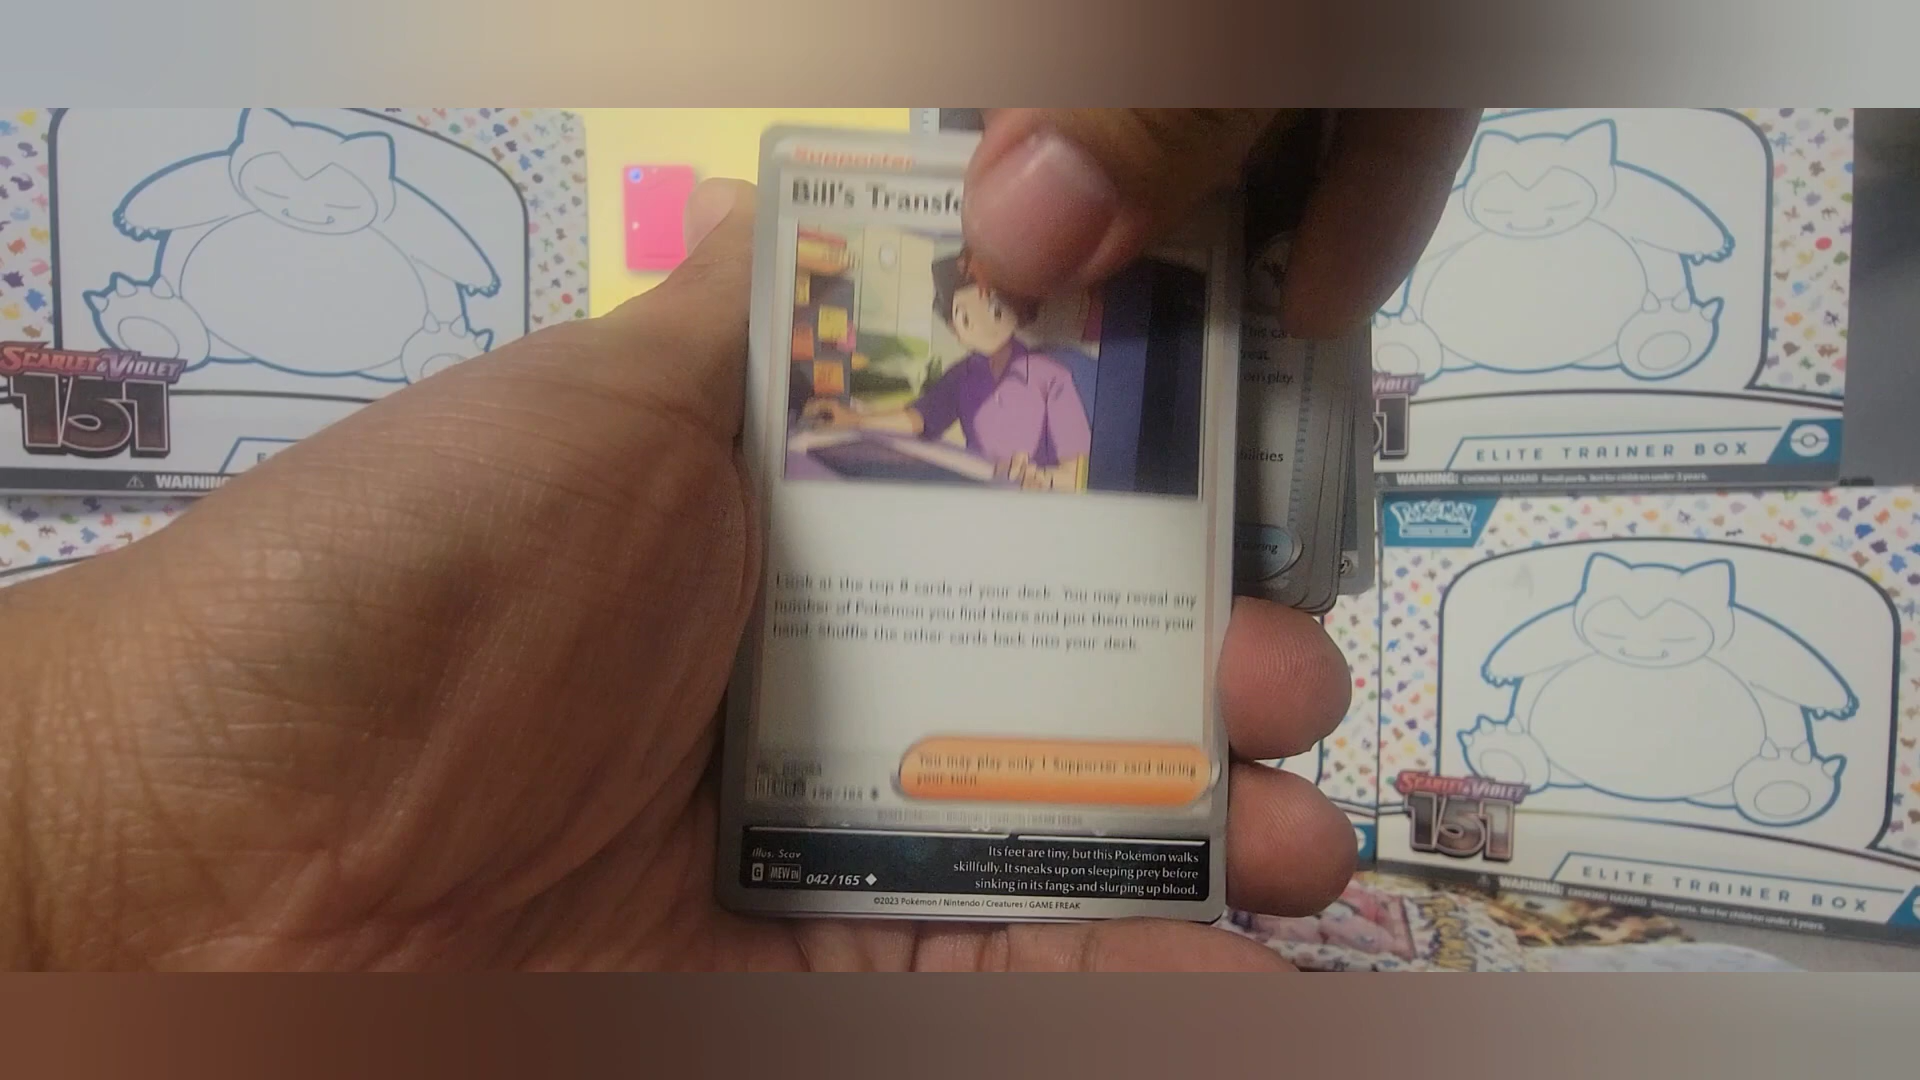 Supporter
Bill's Transfe
Look at the top 8 cards of your deck. You may reveal any
number of Pokémon you find there and put them into your
hand. Shuffle the other cards back into your deck.
You may play only 1 Supporter card during
your turn.
Illus. Scav
G MEW EN 042/165
Its feet are tiny, but this Pokémon walks
skillfully. It sneaks up on sleeping prey before
sinking in its fangs and slurping up blood.
©2023 Pokémon / Nintendo / Creatures / GAME FREAK
SCARLET & VIOLET
151
WARNIN
ELITE TRAINER BOX
WARNING: CHOKING HAZARD Small parts. Not for children under 3 years.
POKÉMON
SCARLET & VIOLET
151
ELITE TRAINER BOX
WARNING: CHOKING HAZARD Small parts. Not for children under 3 years.